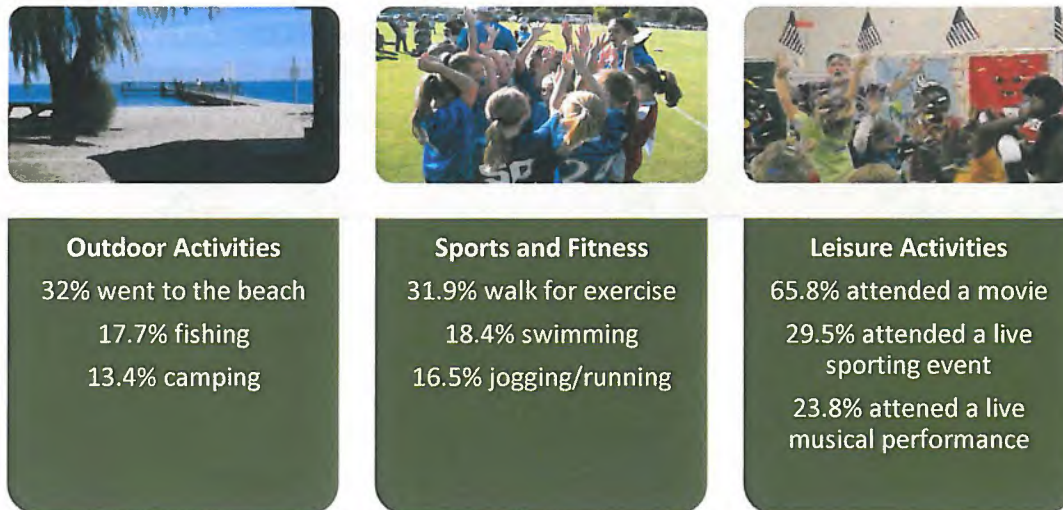 Outdoor Activities
32% went to the beach
17.7% fishing
13.4% camping
Sports and Fitness
31.9% walk for exercise
18.4% swimming
16.5% jogging/running
Leisure Activities
65.8% attended a movie
29.5% attended a live
sporting event
23.8% attened a live
musical performance